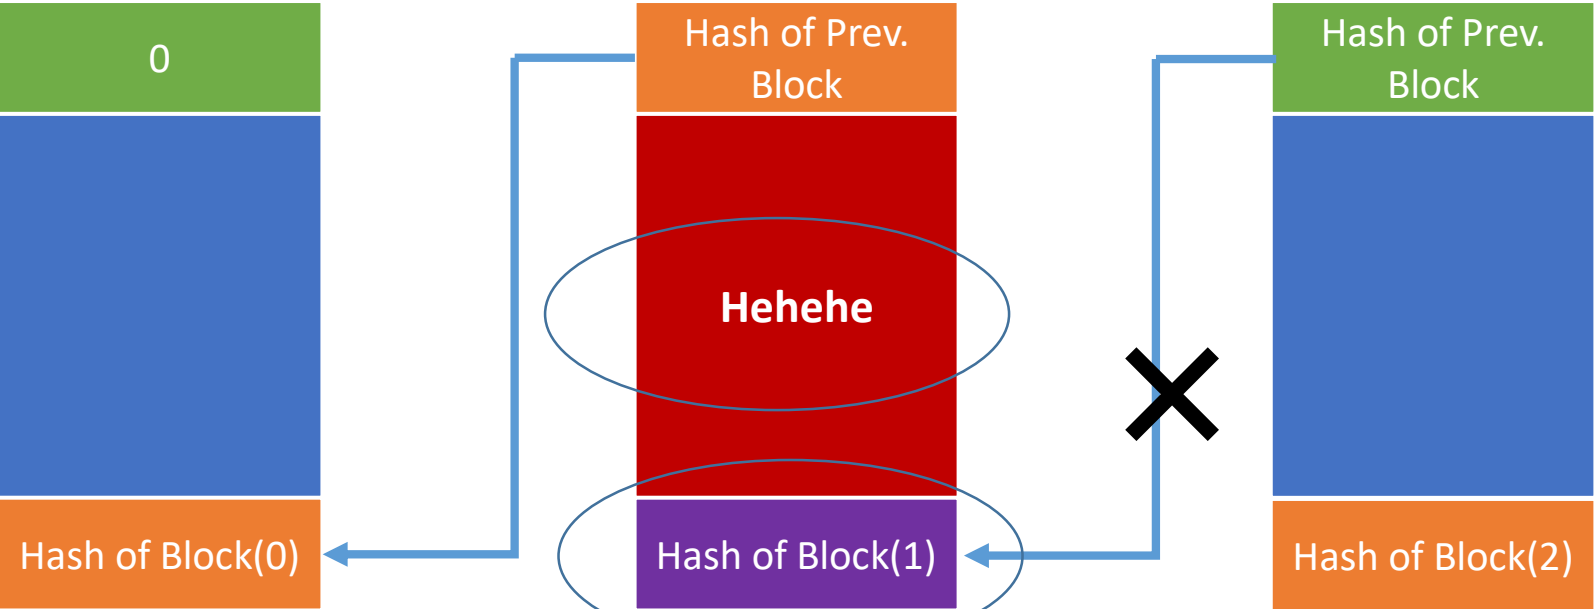 0
Hash of Prev.
Block
Hash of Prev.
Block
Hehehe
Hash of Block(0)
Hash of Block(1)
Hash of Block(2)